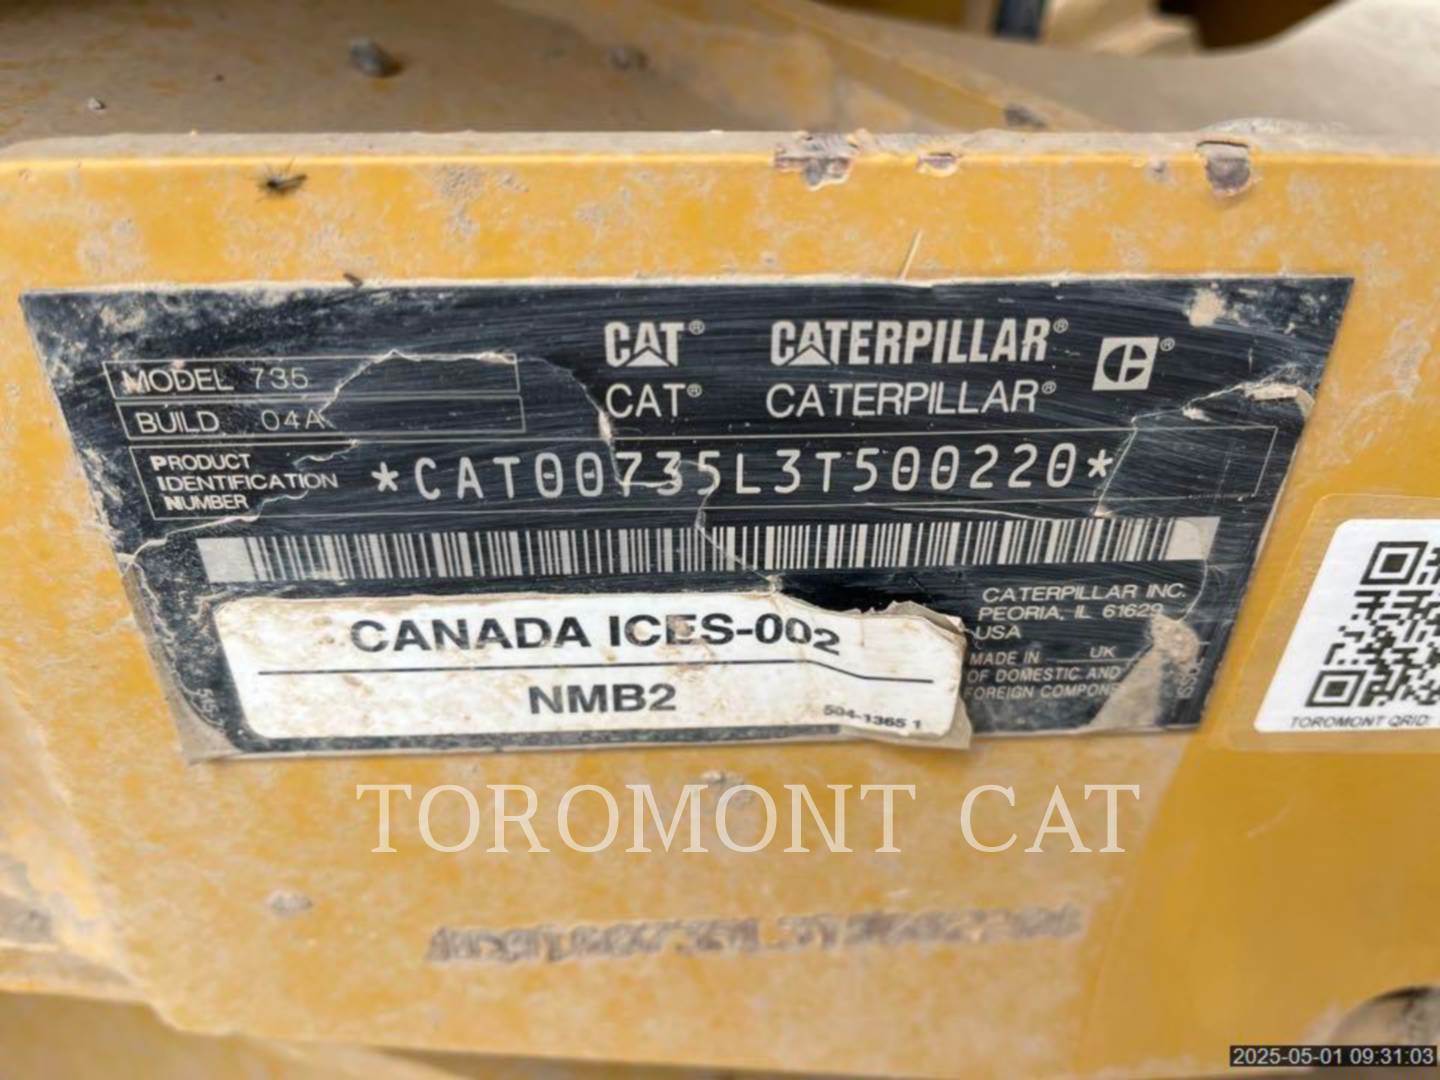 CAT® CATERPILLAR®
CAT® CATERPILLAR®
MODEL 735
BUILD 04A
PRODUCT
IDENTIFICATION
NUMBER
*CAT00735L3T500220*
CATERPILLAR INC.
PEORIA, IL 61629
USA
MADE IN UK
OF DOMESTIC AND
FOREIGN
CANADA ICES-002
NMB2
504-1365 1
TOROMONT QRID:
TOROMONT CAT
2025-05-01 09:31:03